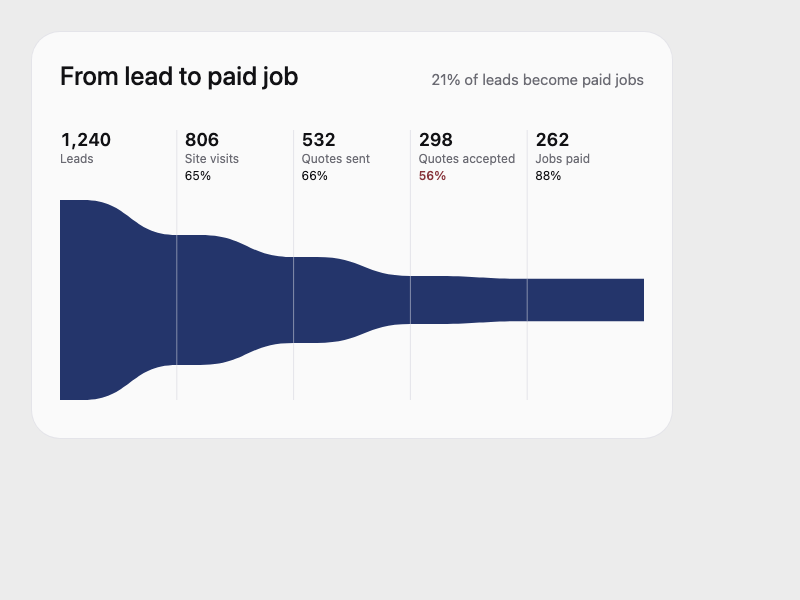 From lead to paid job
21% of leads become paid jobs
1,240
Leads
806
Site visits
65%
532
Quotes sent
66%
298
Quotes accepted
56%
262
Jobs paid
88%